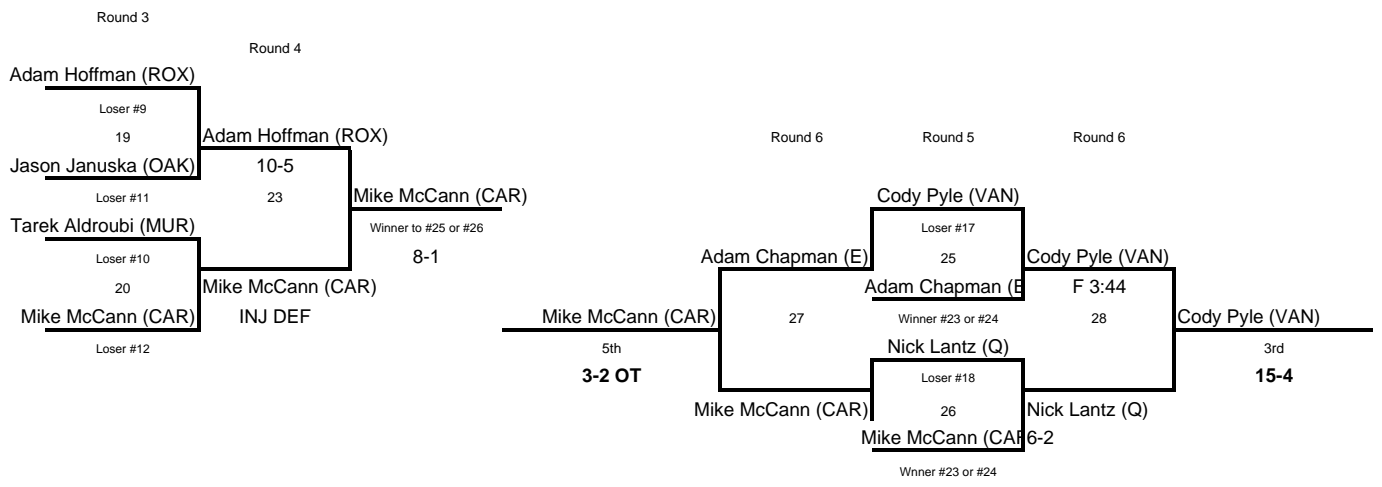 Round 3
Round 4
Adam Hoffman (ROX)
Loser #9
19
Adam Hoffman (ROX)
Jason Januska (OAK)
10-5
Loser #11
23
Mike McCann (CAR)
Tarek Aldroubi (MUR)
Winner to #25 or #26
Loser #10
8-1
20
Mike McCann (CAR)
Mike McCann (CAR)
INJ DEF
Loser #12
Round 6
Round 5
Round 6
Cody Pyle (VAN)
Loser #17
Adam Chapman (E)
25
Cody Pyle (VAN)
Adam Chapman (E
F 3:44
Mike McCann (CAR)
27
Winner #23 or #24
28
Cody Pyle (VAN)
5th
Nick Lantz (Q)
3rd
3-2 OT
Loser #18
15-4
Mike McCann (CAR)
26
Nick Lantz (Q)
Mike McCann (CAR
6-2
Wnner #23 or #24